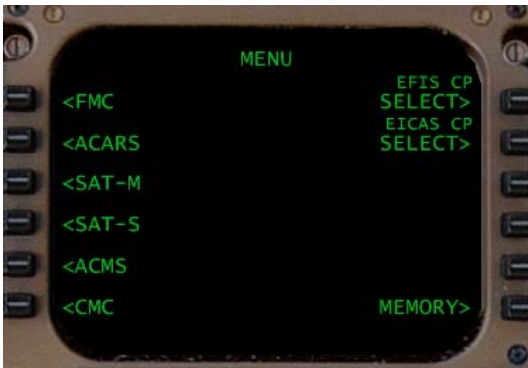 MENU
EFIS CP
<FMC SELECT>
EICAS CP
<ACARS SELECT>
<SAT-M
<SAT-S
<ACMS
<CMC MEMORY>